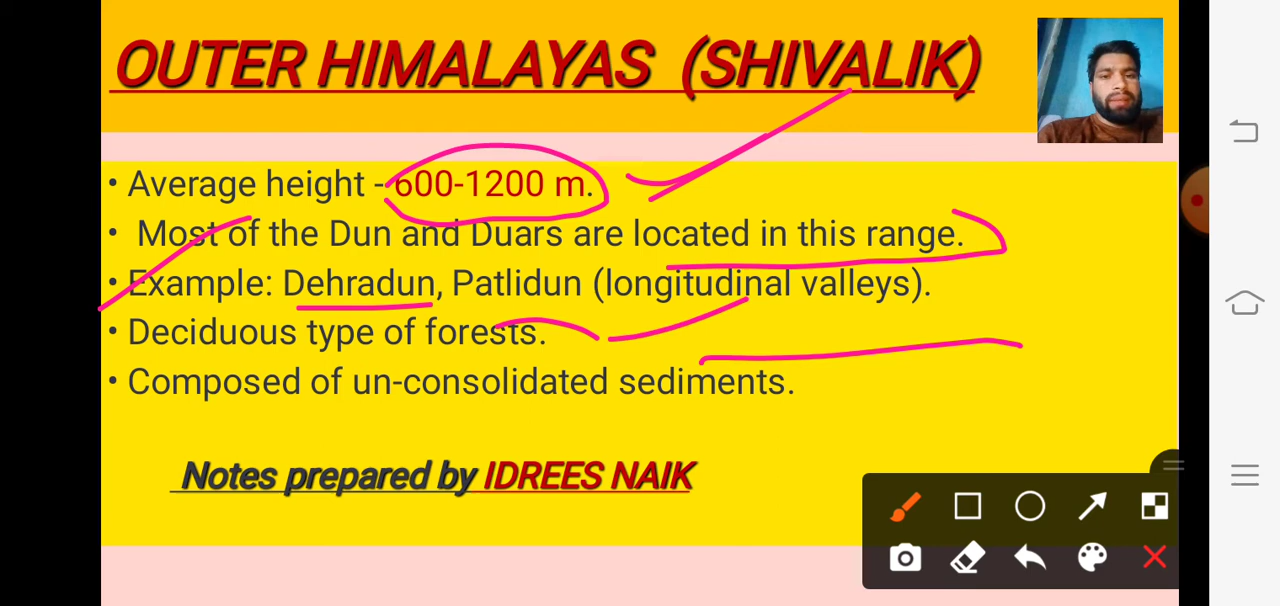 OUTER HIMALAYAS (SHIVALIK)
• Average height - 600-1200 m.
• Most of the Dun and Duars are located in this range.
• Example: Dehradun, Patlidun (longitudinal valleys).
• Deciduous type of forests.
• Composed of un-consolidated sediments.
Notes prepared by IDREES NAIK